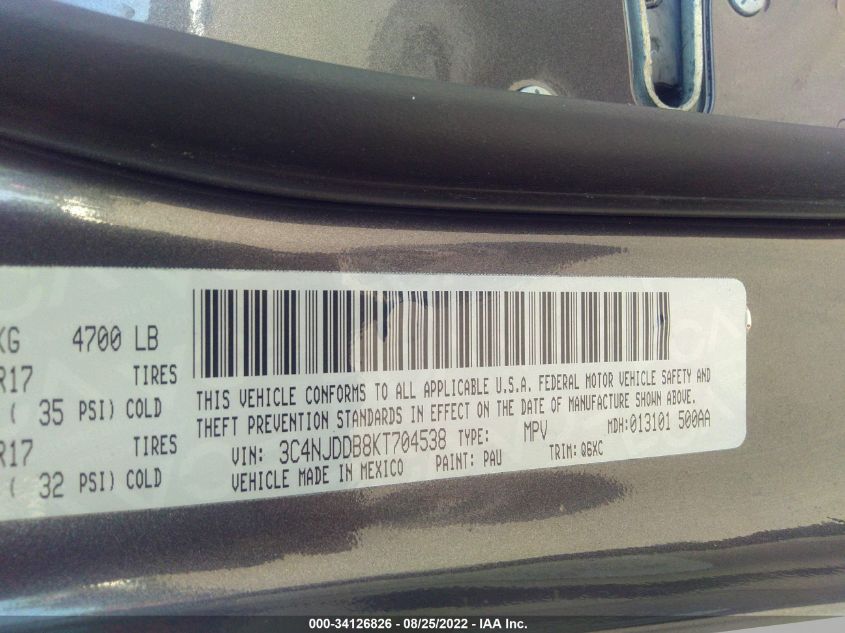 KG 4700 LB
R17 TIRES
( 35 PSI) COLD
R17 TIRES
( 32 PSI) COLD
THIS VEHICLE CONFORMS TO ALL APPLICABLE U.S.A. FEDERAL MOTOR VEHICLE SAFETY AND
THEFT PREVENTION STANDARDS IN EFFECT ON THE DATE OF MANUFACTURE SHOWN ABOVE.
VIN: 3C4NJDDB8KT704538 TYPE: MPV MDH:013101 500AA
VEHICLE MADE IN MEXICO PAINT: PAU TRIM: Q6XC
000-34126826 - 08/25/2022 - IAA Inc.